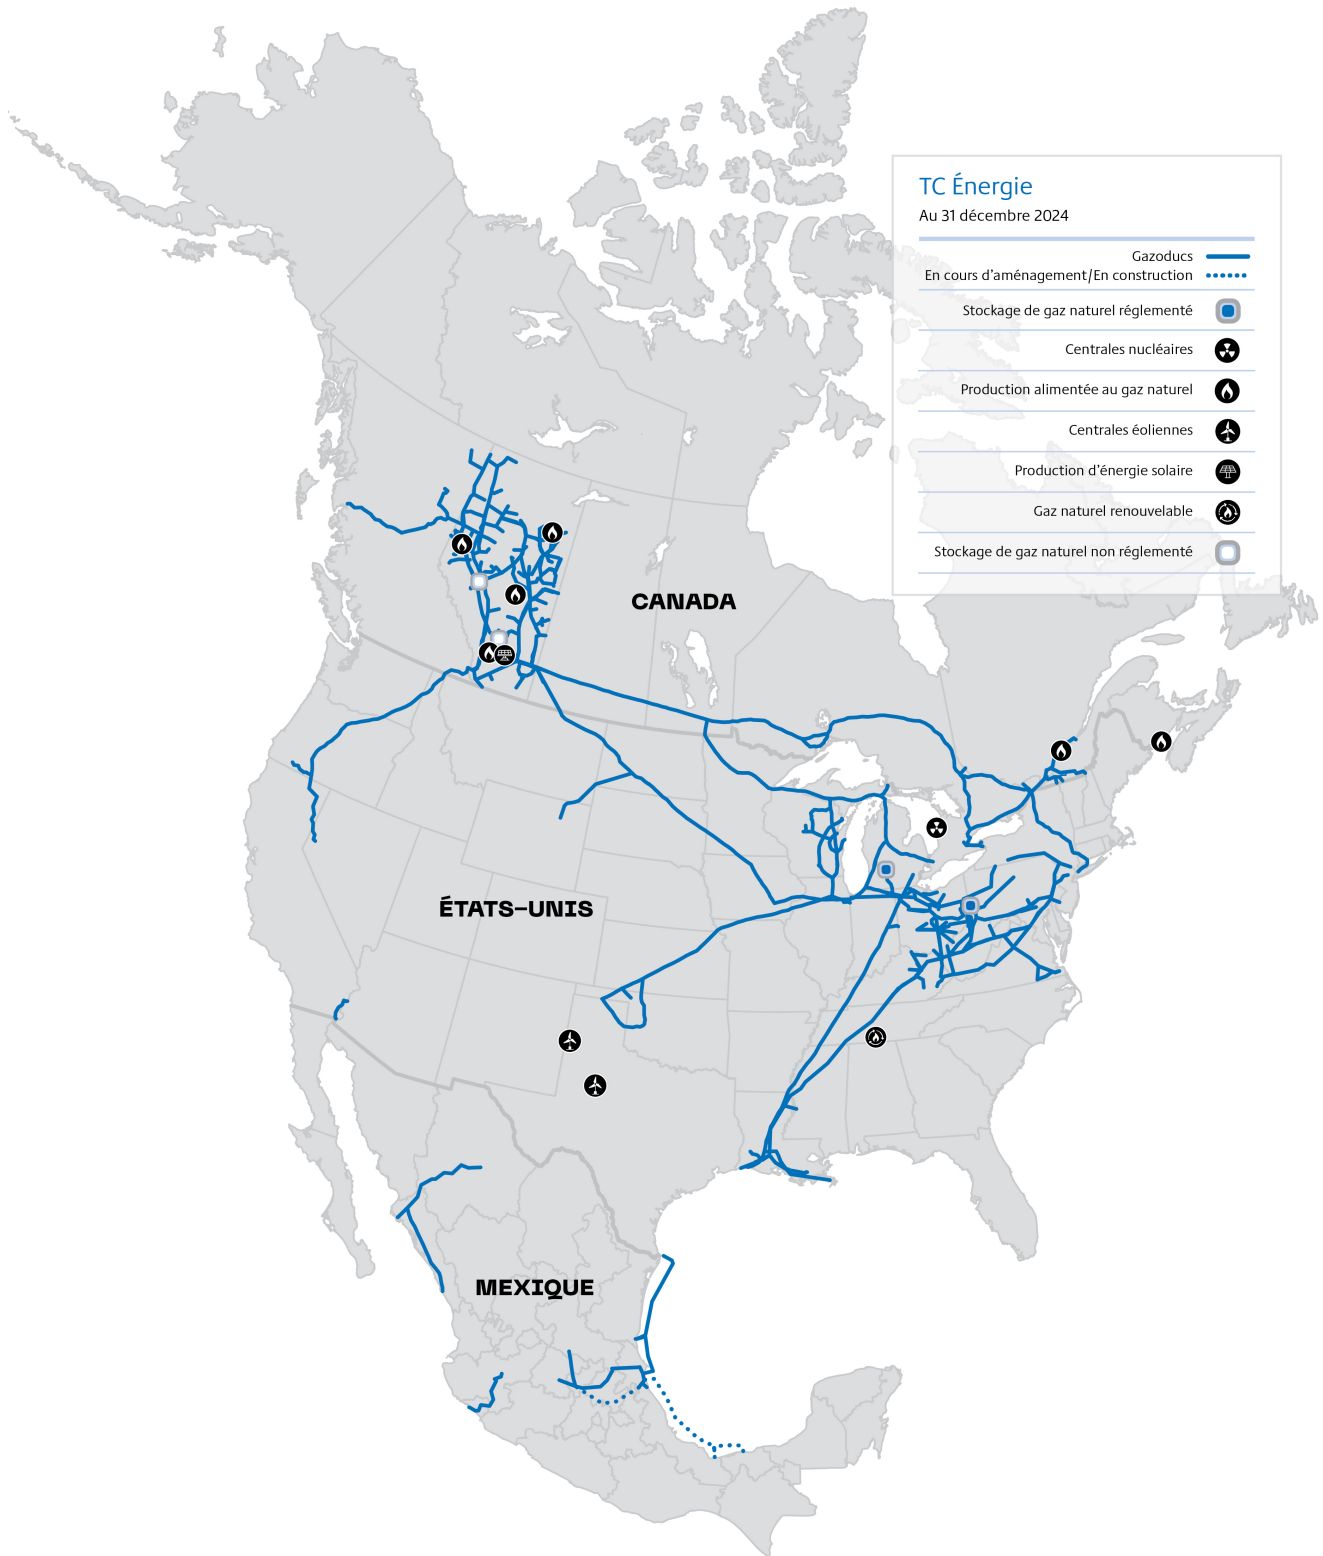 TC Énergie
Au 31 décembre 2024
Gazoducs
En cours d'aménagement/En construction
Stockage de gaz naturel réglementé
Centrales nucléaires
Production alimentée au gaz naturel
Centrales éoliennes
Production d'énergie solaire
Gaz naturel renouvelable
Stockage de gaz naturel non réglementé
CANADA
ÉTATS-UNIS
MEXIQUE